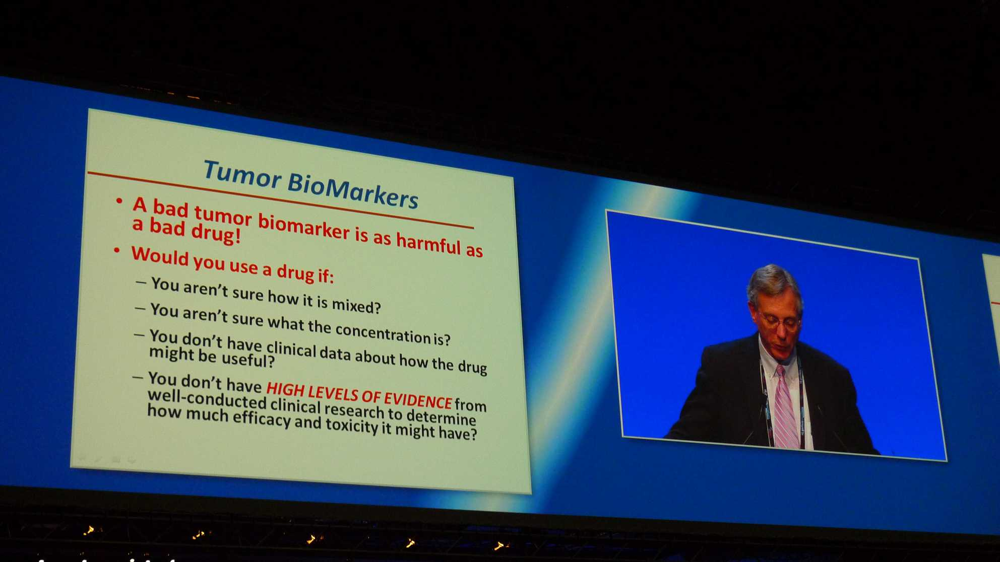 Tumor BioMarkers
• A bad tumor biomarker is as harmful as
a bad drug!
• Would you use a drug if:
– You aren't sure how it is mixed?
– You aren't sure what the concentration is?
– You don't have clinical data about how the drug
might be useful?
– You don't have HIGH LEVELS OF EVIDENCE from
well-conducted clinical research to determine
how much efficacy and toxicity it might have?